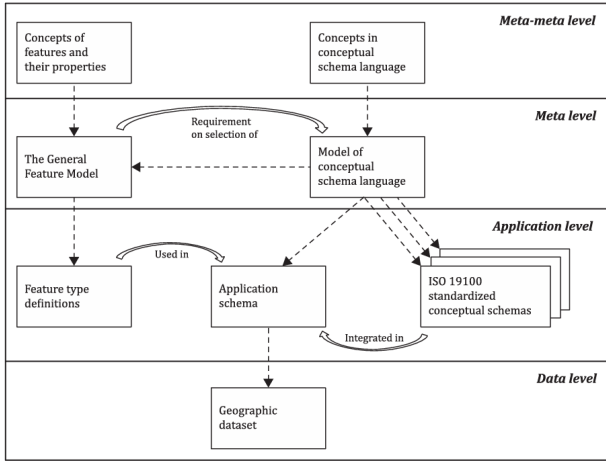 Meta-meta level
Concepts of
features and
their properties
Concepts in
conceptual
schema language
Meta level
Requirement
on selection of
The General
Feature Model
Model of
conceptual
schema language
Application level
Used in
Feature type
definitions
Application
schema
ISO 19100
standardized
conceptual schemas
Integrated in
Data level
Geographic
dataset